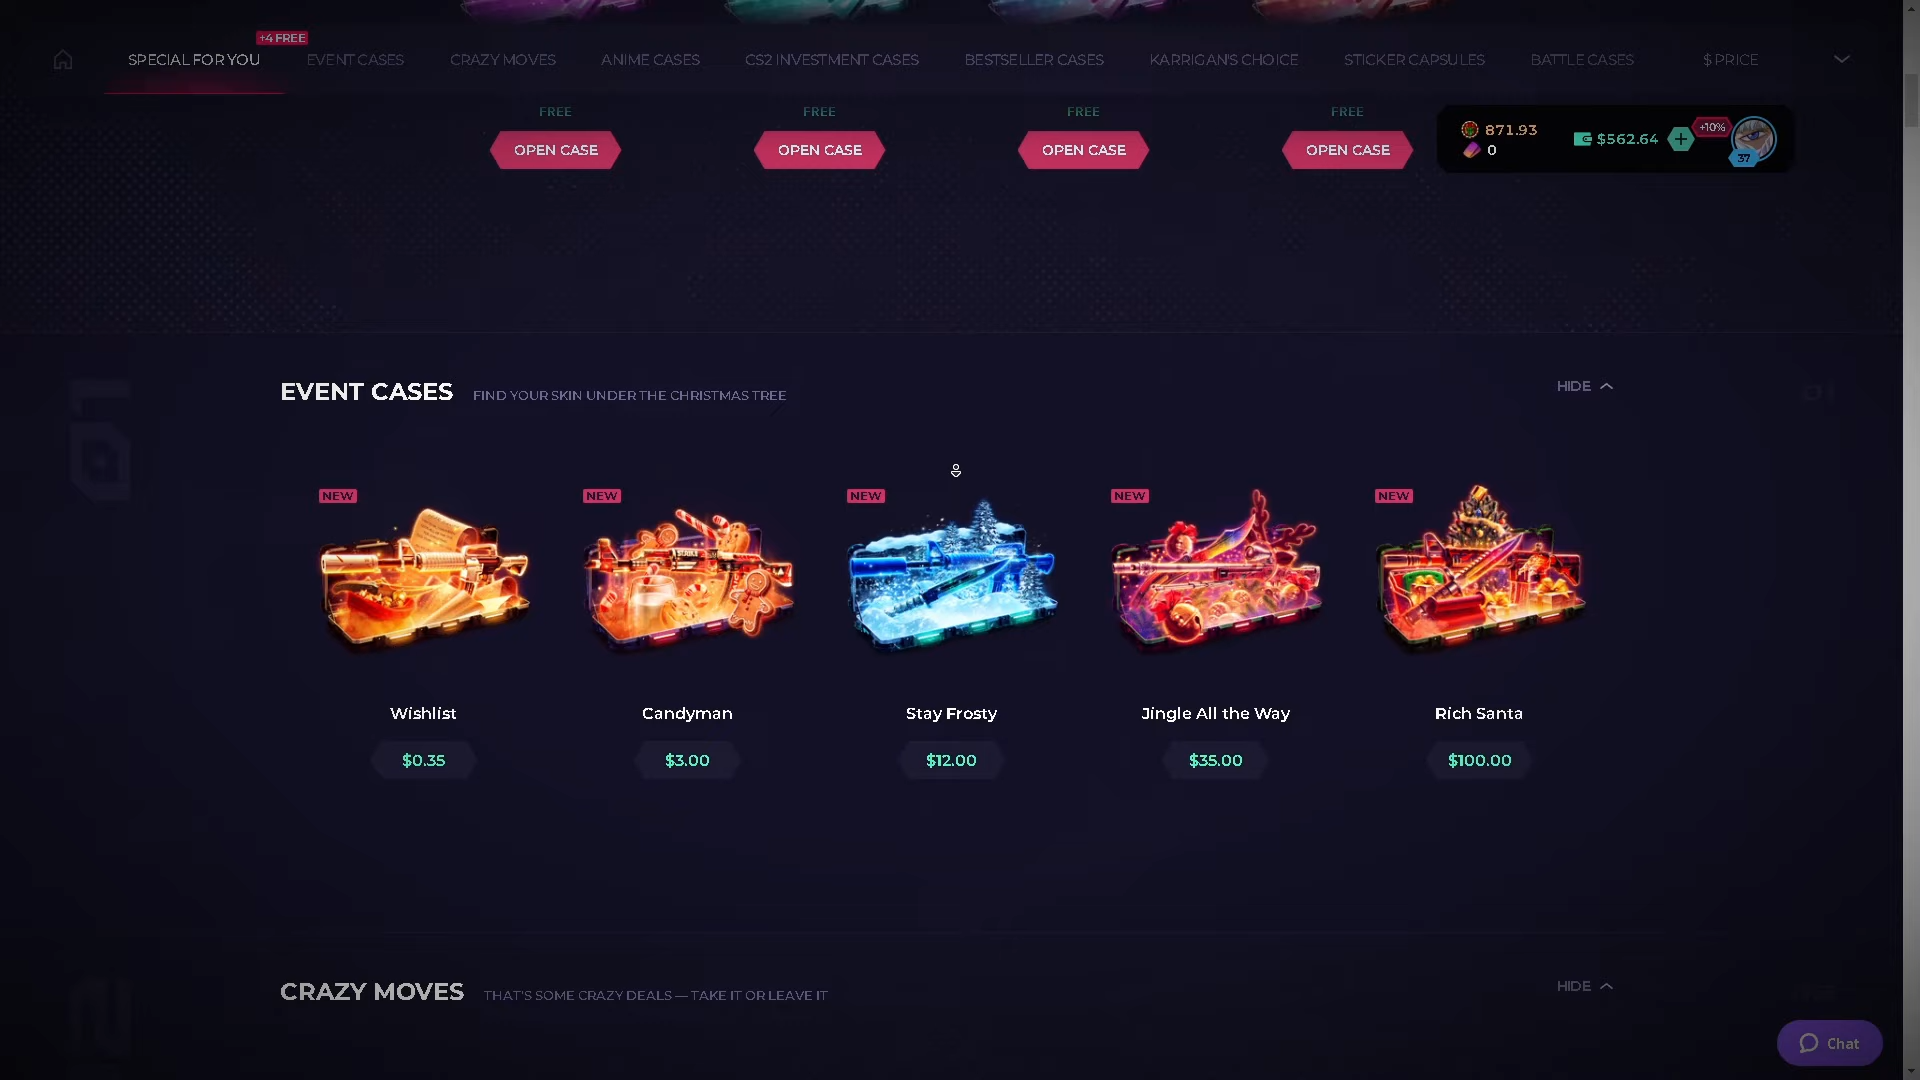 +4 FREE
SPECIAL FOR YOU
EVENT CASES
CRAZY MOVES
ANIME CASES
CS2 INVESTMENT CASES
BESTSELLER CASES
KARRIGAN'S CHOICE
STICKER CAPSULES
BATTLE CASES
$ PRICE
FREE
FREE
FREE
FREE
OPEN CASE
OPEN CASE
OPEN CASE
OPEN CASE
871.93
0
$562.64
+10%
37
01
EVENT CASES FIND YOUR SKIN UNDER THE CHRISTMAS TREE
HIDE
NEW
NEW
NEW
NEW
NEW
Wishlist
Candyman
Stay Frosty
Jingle All the Way
Rich Santa
$0.35
$3.00
$12.00
$35.00
$100.00
CRAZY MOVES THAT'S SOME CRAZY DEALS — TAKE IT OR LEAVE IT
HIDE
Chat